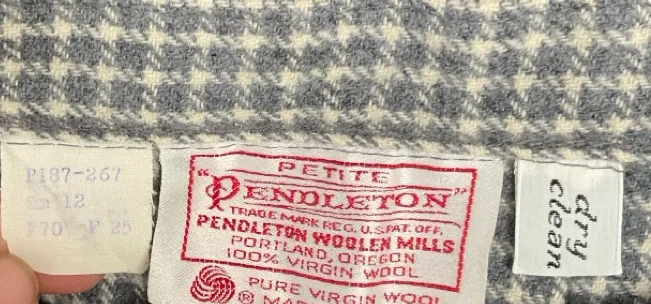 P187-267
12
F70 F 25
PETITE
"PENDLETON"
TRADE MARK REG. U.S. PAT. OFF.
PENDLETON WOOLEN MILLS
PORTLAND, OREGON
100% VIRGIN WOOL
PURE VIRGIN WOOL
®
dry
clean